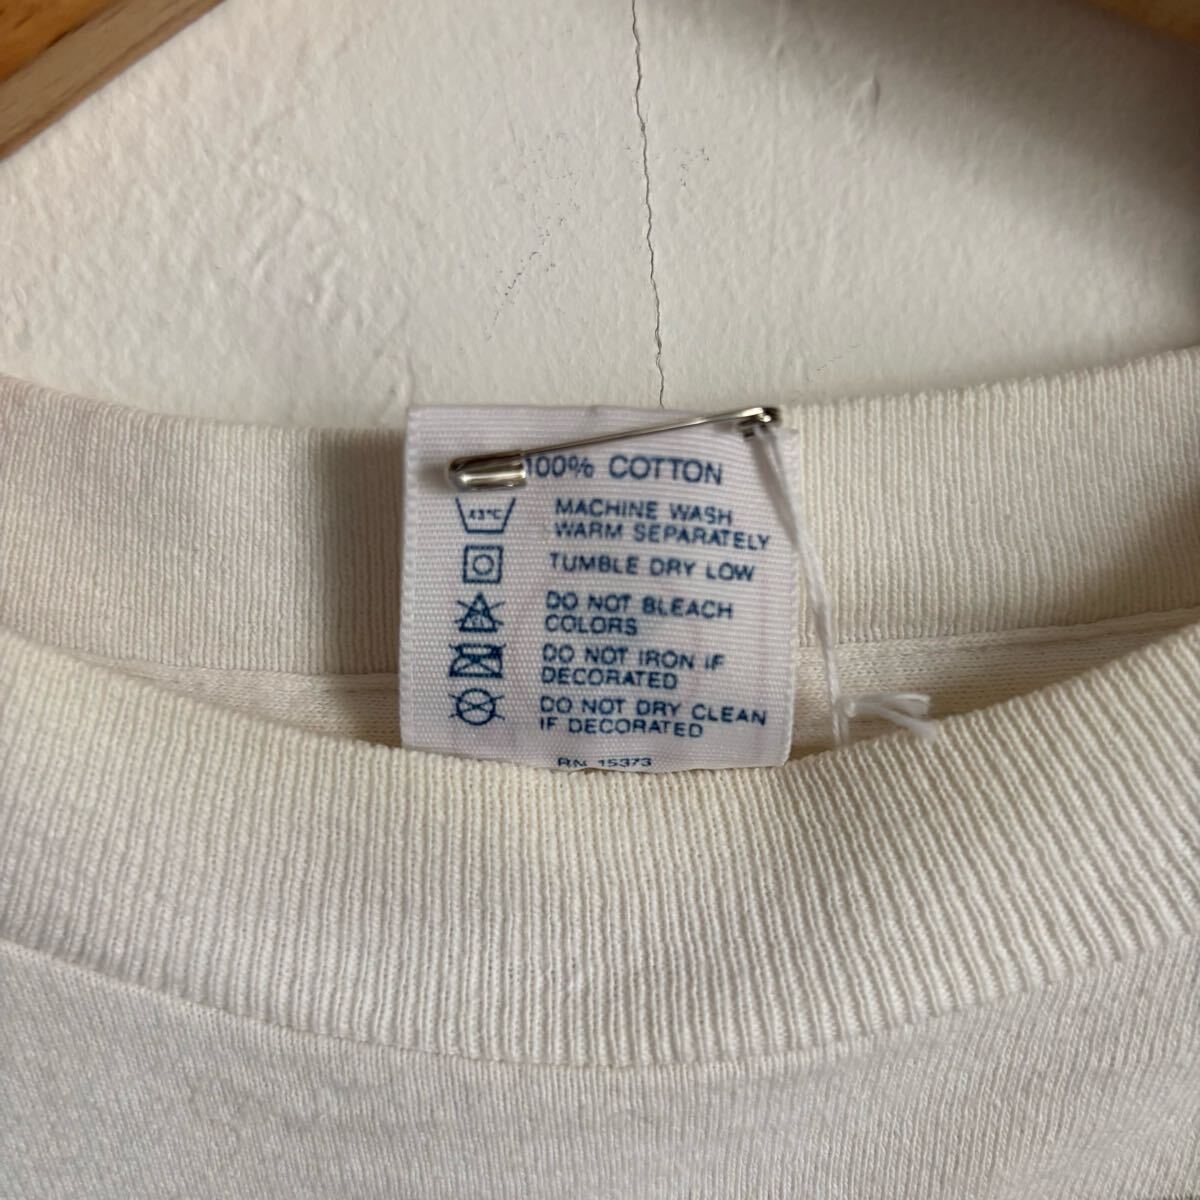 100% COTTON
43°C
MACHINE WASH
WARM SEPARATELY
TUMBLE DRY LOW
DO NOT BLEACH
COLORS
CL
DO NOT IRON IF
DECORATED
DO NOT DRY CLEAN
IF DECORATED
RN 15373